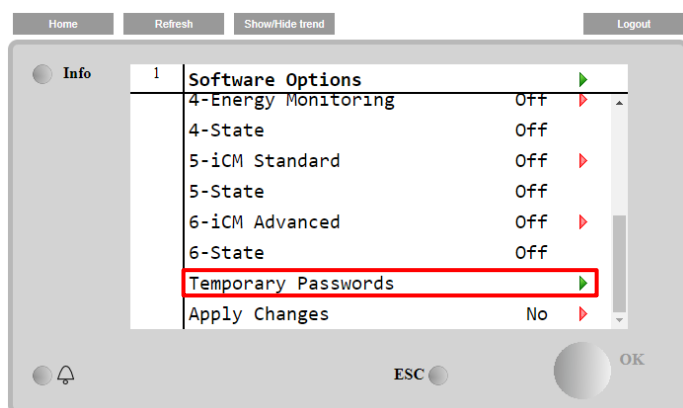 Home Refresh Show/Hide trend Logout
Info 1 Software Options
4-Energy Monitoring Off
4-State Off
5-iCM Standard Off
5-State Off
6-iCM Advanced Off
6-State Off
Temporary Passwords
Apply Changes No
ESC OK